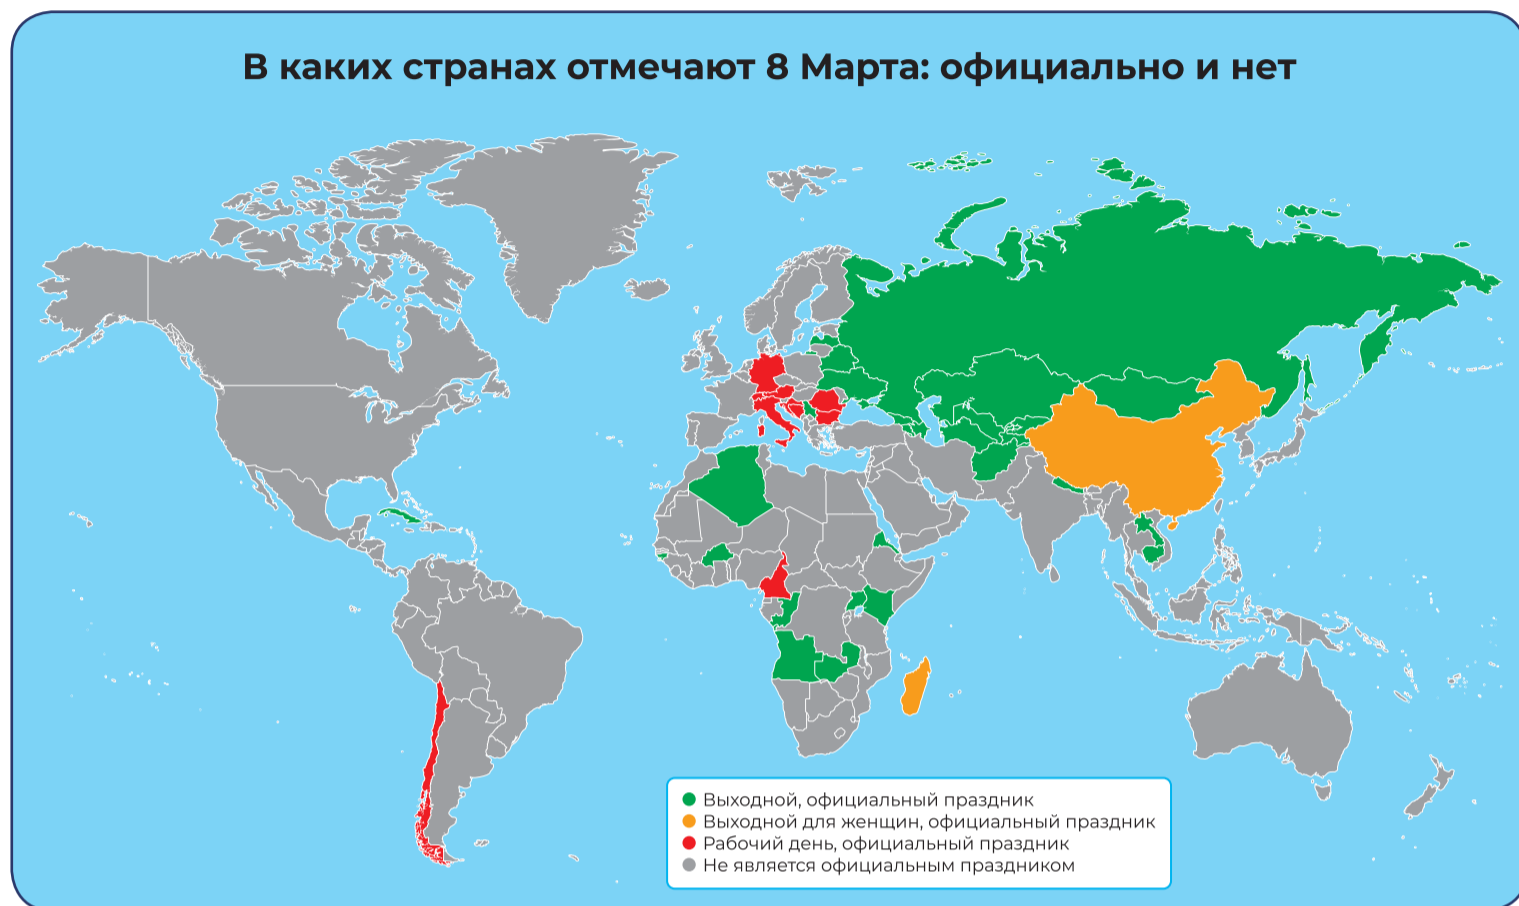 В каких странах отмечают 8 Марта: официально и нет
Выходной, официальный праздник
Выходной для женщин, официальный праздник
Рабочий день, официальный праздник
Не является официальным праздником